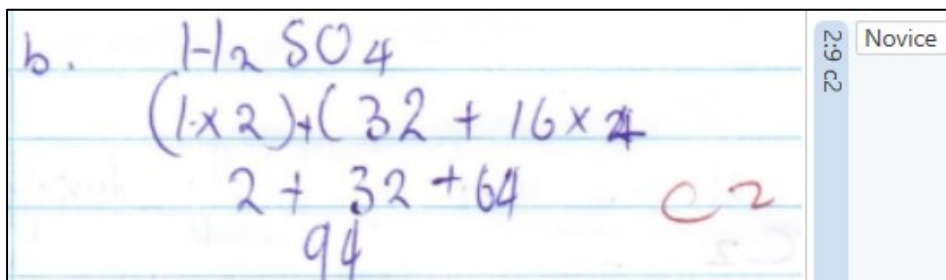 b. H₂SO₄
(1×2)+(32 + 16×4
2 + 32 + 64 C2
94
2:9 c2
Novice